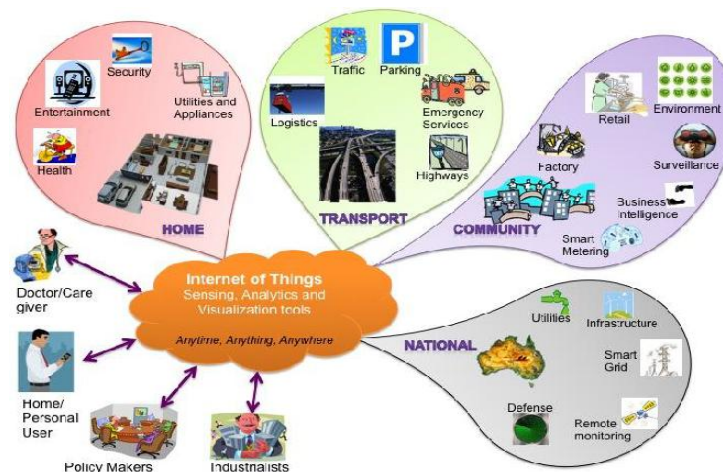 Security
Entertainment
Utilities and
Appliances
Health
HOME
Traffic
Parking
P
Logistics
Emergency
Services
Highways
TRANSPORT
Retail
Environment
Factory
Surveillance
COMMUNITY
Business
Intelligence
Smart
Metering
Internet of Things
Sensing, Analytics and
Visualization tools
Anytime, Anything, Anywhere
Doctor/Care
giver
Home/
Personal
User
Policy Makers
Industrialists
NATIONAL
Utilities
Infrastructure
Smart
Grid
Defense
Remote
monitoring